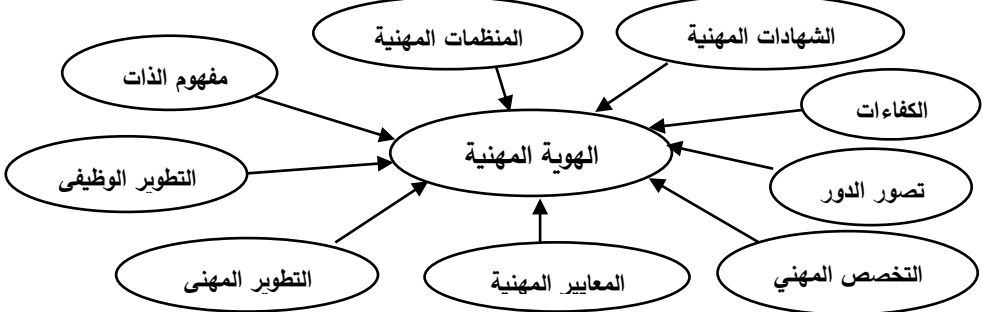 الشهادات المهنية
المنظمات المهنية
مفهوم الذات
الكفاءات
الهوية المهنية
التطوير الوظيفى
تصور الدور
التخصص المهني
المعايير المهنية
التطوير المهنى